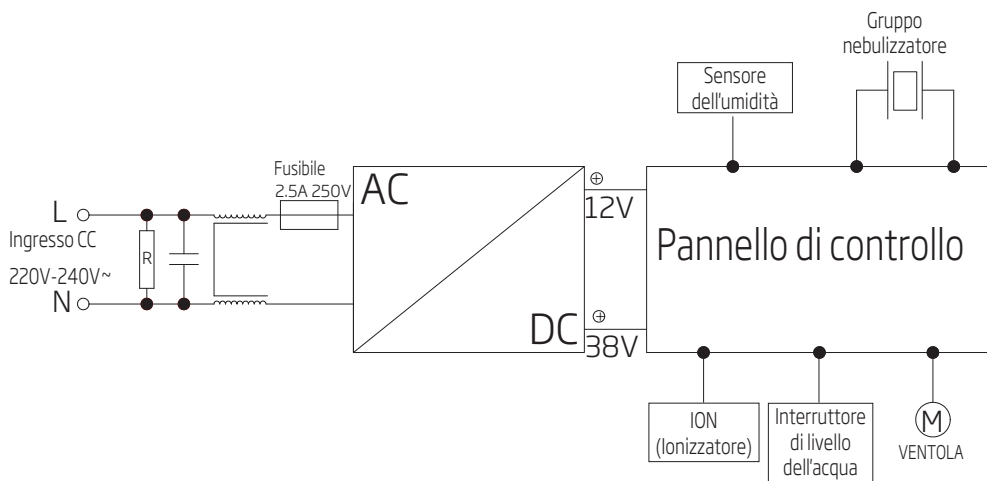 Gruppo
nebulizzatore
Sensore
dell'umidità
Fusibile
2.5A 250V
AC
12V
L
Ingresso CC
R
220V-240V~
N
Pannello di controllo
DC
38V
ION
(Ionizzatore)
Interruttore
di livello
dell'acqua
M
VENTOLA